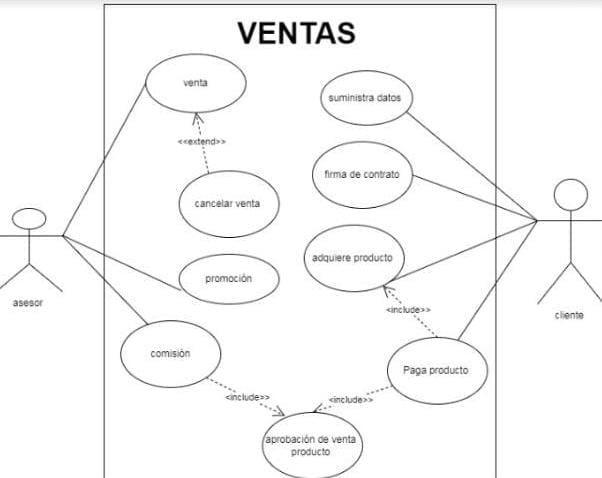 VENTAS
venta
suministra datos
<<extend>>
firma de contrato
cancelar venta
adquiere producto
promoción
asesor
<include>>
cliente
comisión
Paga producto
<include>>
<include>>
aprobación de venta
producto